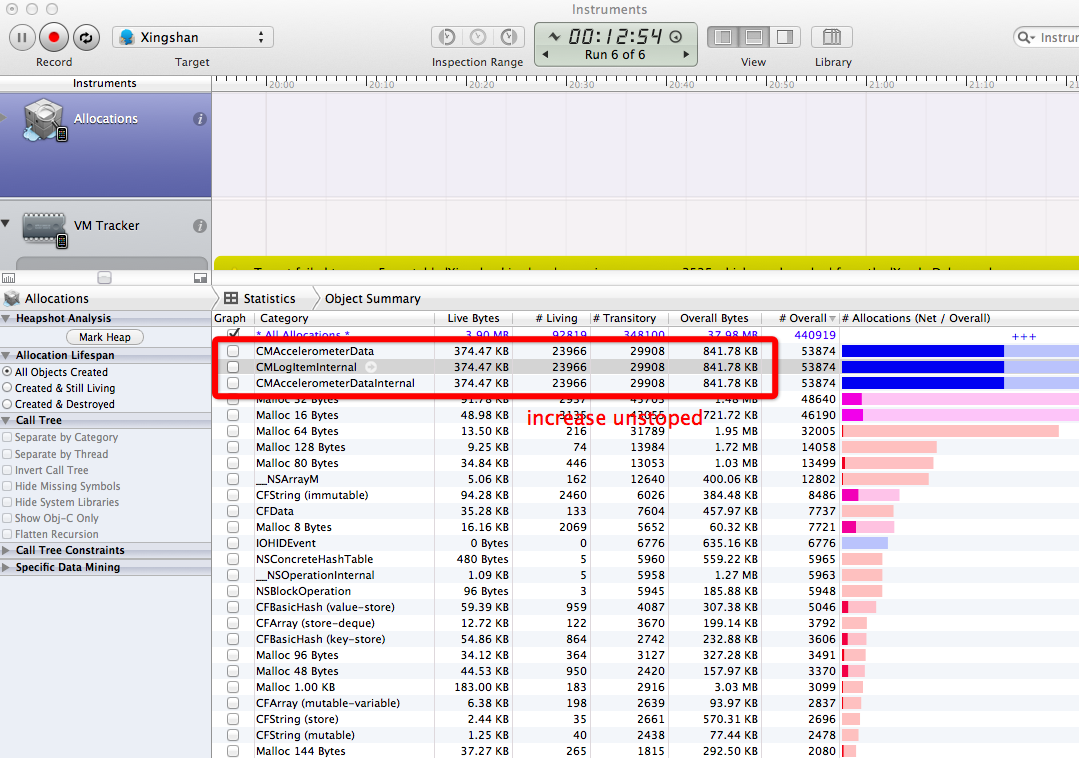 Instruments
Xingshan
00:12:54
Run 6 of 6
Instrur
Record
Target
Inspection Range
View
Library
Instruments
20:00 20:10 20:20 20:30 20:40 20:50 21:00 21:10
Allocations
VM Tracker
Allocations
Statistics
Object Summary
Heapshot Analysis
Mark Heap
Allocation Lifespan
All Objects Created
Created & Still Living
Created & Destroyed
Call Tree
Separate by Category
Separate by Thread
Invert Call Tree
Hide Missing Symbols
Hide System Libraries
Show Obj-C Only
Flatten Recursion
Call Tree Constraints
Specific Data Mining
Graph Category Live Bytes # Living # Transitory Overall Bytes # Overall # Allocations (Net / Overall)
* All Allocations * 3.90 MB 92819 348100 37.98 MB 440919 +++
CMAccelerometerData 374.47 KB 23966 29908 841.78 KB 53874
CMLogItemInternal 374.47 KB 23966 29908 841.78 KB 53874
CMAccelerometerDataInternal 374.47 KB 23966 29908 841.78 KB 53874
Malloc 32 Bytes 91.78 KB 2937 45703 1.48 MB 48640
Malloc 16 Bytes 48.98 KB 3135 43055 721.72 KB 46190
increase unstoped
Malloc 64 Bytes 13.50 KB 216 31789 1.95 MB 32005
Malloc 128 Bytes 9.25 KB 74 13984 1.72 MB 14058
Malloc 80 Bytes 34.84 KB 446 13053 1.03 MB 13499
__NSArrayM 5.06 KB 162 12640 400.06 KB 12802
CFString (immutable) 94.28 KB 2460 6026 384.48 KB 8486
CFData 35.28 KB 133 7604 457.97 KB 7737
Malloc 8 Bytes 16.16 KB 2069 5652 60.32 KB 7721
IOHIDEvent 0 Bytes 0 6776 635.16 KB 6776
NSConcreteHashTable 480 Bytes 5 5960 559.22 KB 5965
__NSOperationInternal 1.09 KB 5 5958 1.27 MB 5963
NSBlockOperation 96 Bytes 3 5945 185.88 KB 5948
CFBasicHash (value-store) 59.39 KB 959 4087 307.38 KB 5046
CFArray (store-deque) 12.72 KB 122 3670 199.14 KB 3792
CFBasicHash (key-store) 54.86 KB 864 2742 232.88 KB 3606
Malloc 96 Bytes 34.12 KB 364 3127 327.28 KB 3491
Malloc 48 Bytes 44.53 KB 950 2420 157.97 KB 3370
Malloc 1.00 KB 183.00 KB 183 2916 3.03 MB 3099
CFArray (mutable-variable) 6.38 KB 198 2639 93.97 KB 2837
CFString (store) 2.44 KB 35 2661 570.31 KB 2696
CFString (mutable) 1.25 KB 40 2438 77.44 KB 2478
Malloc 144 Bytes 37.27 KB 265 1815 292.50 KB 2080